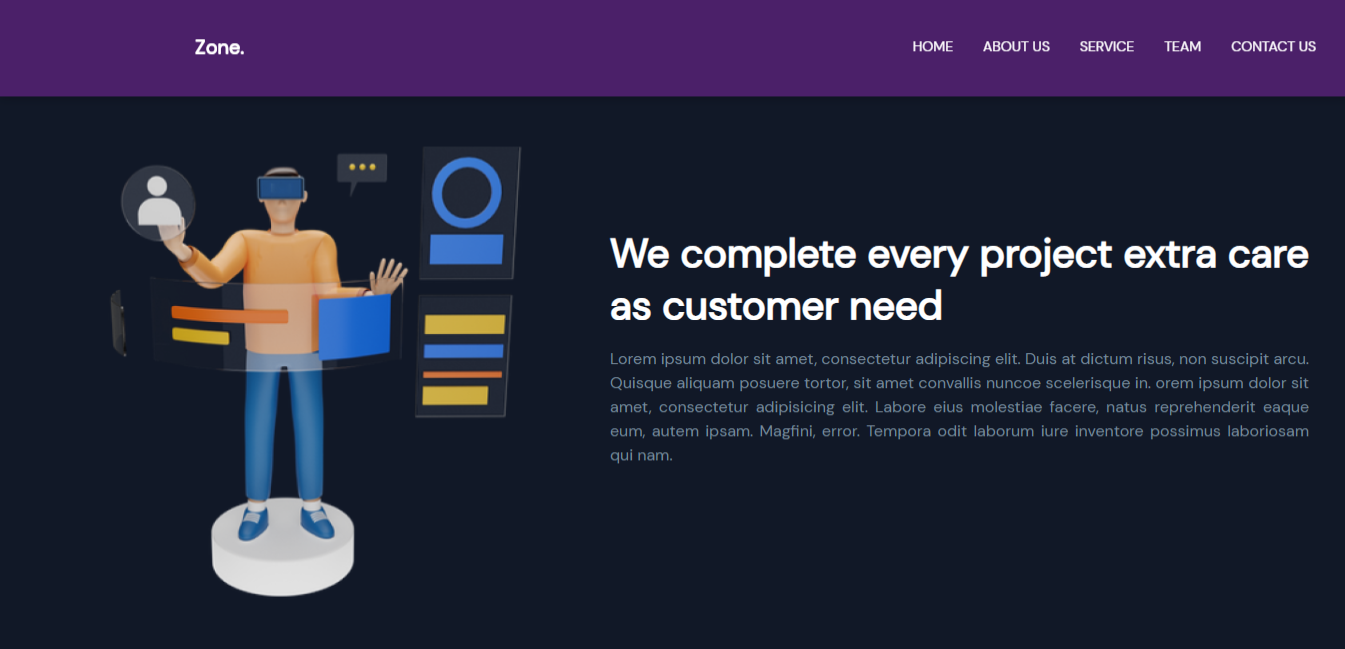 Zone.
HOME ABOUT US SERVICE TEAM CONTACT US
We complete every project extra care
as customer need
Lorem ipsum dolor sit amet, consectetur adipiscing elit. Duis at dictum risus, non suscipit arcu.
Quisque aliquam posuere tortor, sit amet convallis nuncoe scelerisque in. orem ipsum dolor sit
amet, consectetur adipisicing elit. Labore eius molestiae facere, natus reprehenderit eaque
eum, autem ipsam. Magfini, error. Tempora odit laborum iure inventore possimus laboriosam
qui nam.